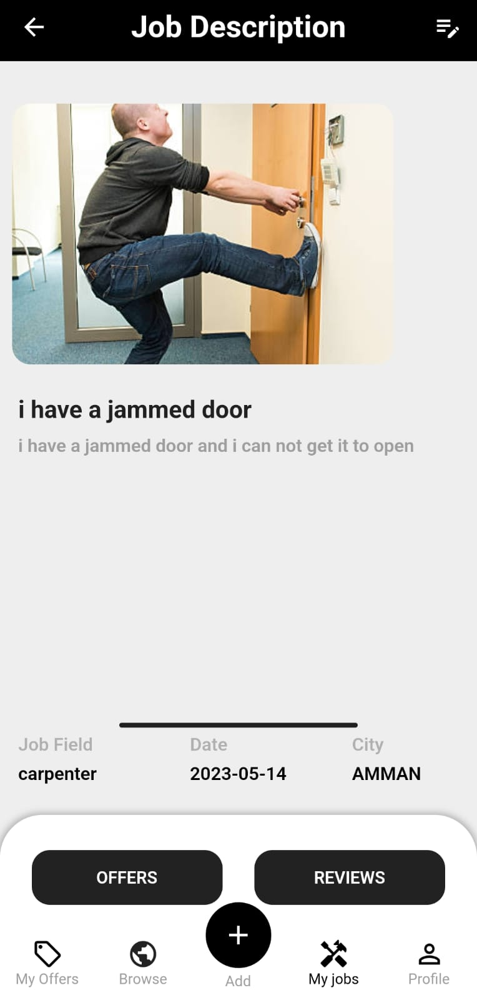 Job Description
i have a jammed door
i have a jammed door and i can not get it to open
Job Field Date City
carpenter 2023-05-14 AMMAN
OFFERS REVIEWS
My Offers Browse Add My jobs Profile